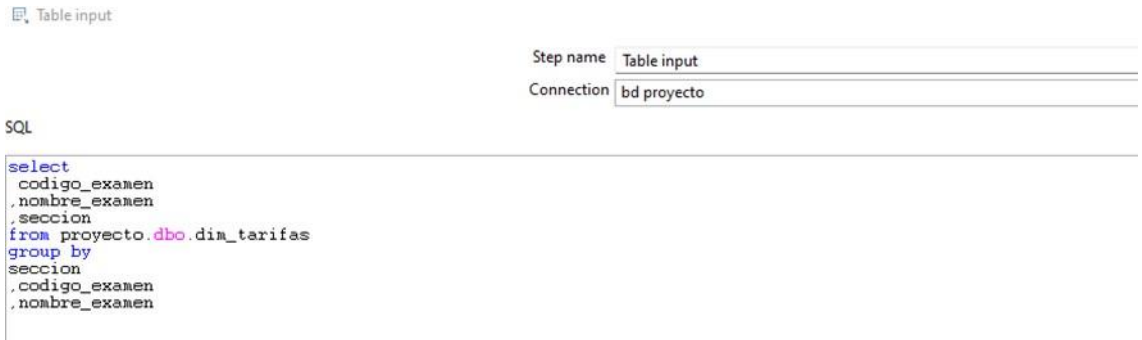 Table input
Step name Table input
Connection bd proyecto
SQL
select
codigo_examen
,nombre_examen
,seccion
from proyecto.dbo.dim_tarifas
group by
seccion
,codigo_examen
,nombre_examen